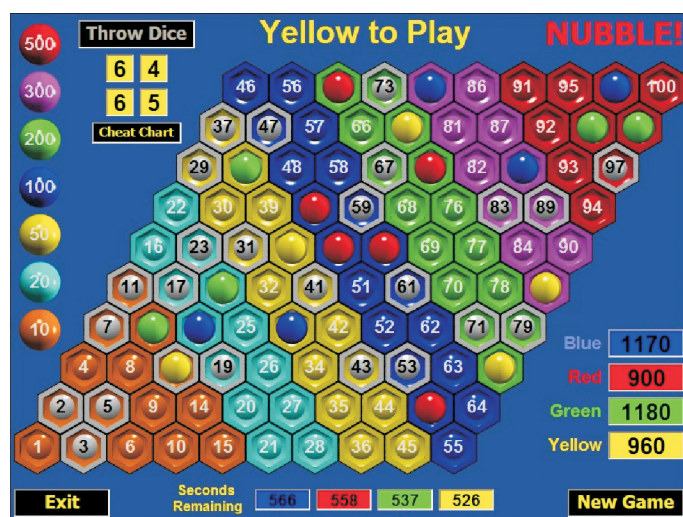 Throw Dice
Yellow to Play
NUBBLE!
500
300
200
100
50
20
10
6 4
6 5
Cheat Chart
46 56 73 86 91 95 100
37 47 57 66 81 87 92
29 48 58 67 82 93 97
22 30 39 59 68 76 83 89 94
16 23 31 69 77 84 90
11 17 32 41 51 61 70 78
7 25 42 52 62 71 79
4 8 19 26 34 43 53 63
2 5 9 14 20 27 35 44 64
1 3 6 10 15 21 28 36 45 55
Blue 1170
Red 900
Green 1180
Yellow 960
Exit
Seconds
Remaining
566 558 537 526
New Game